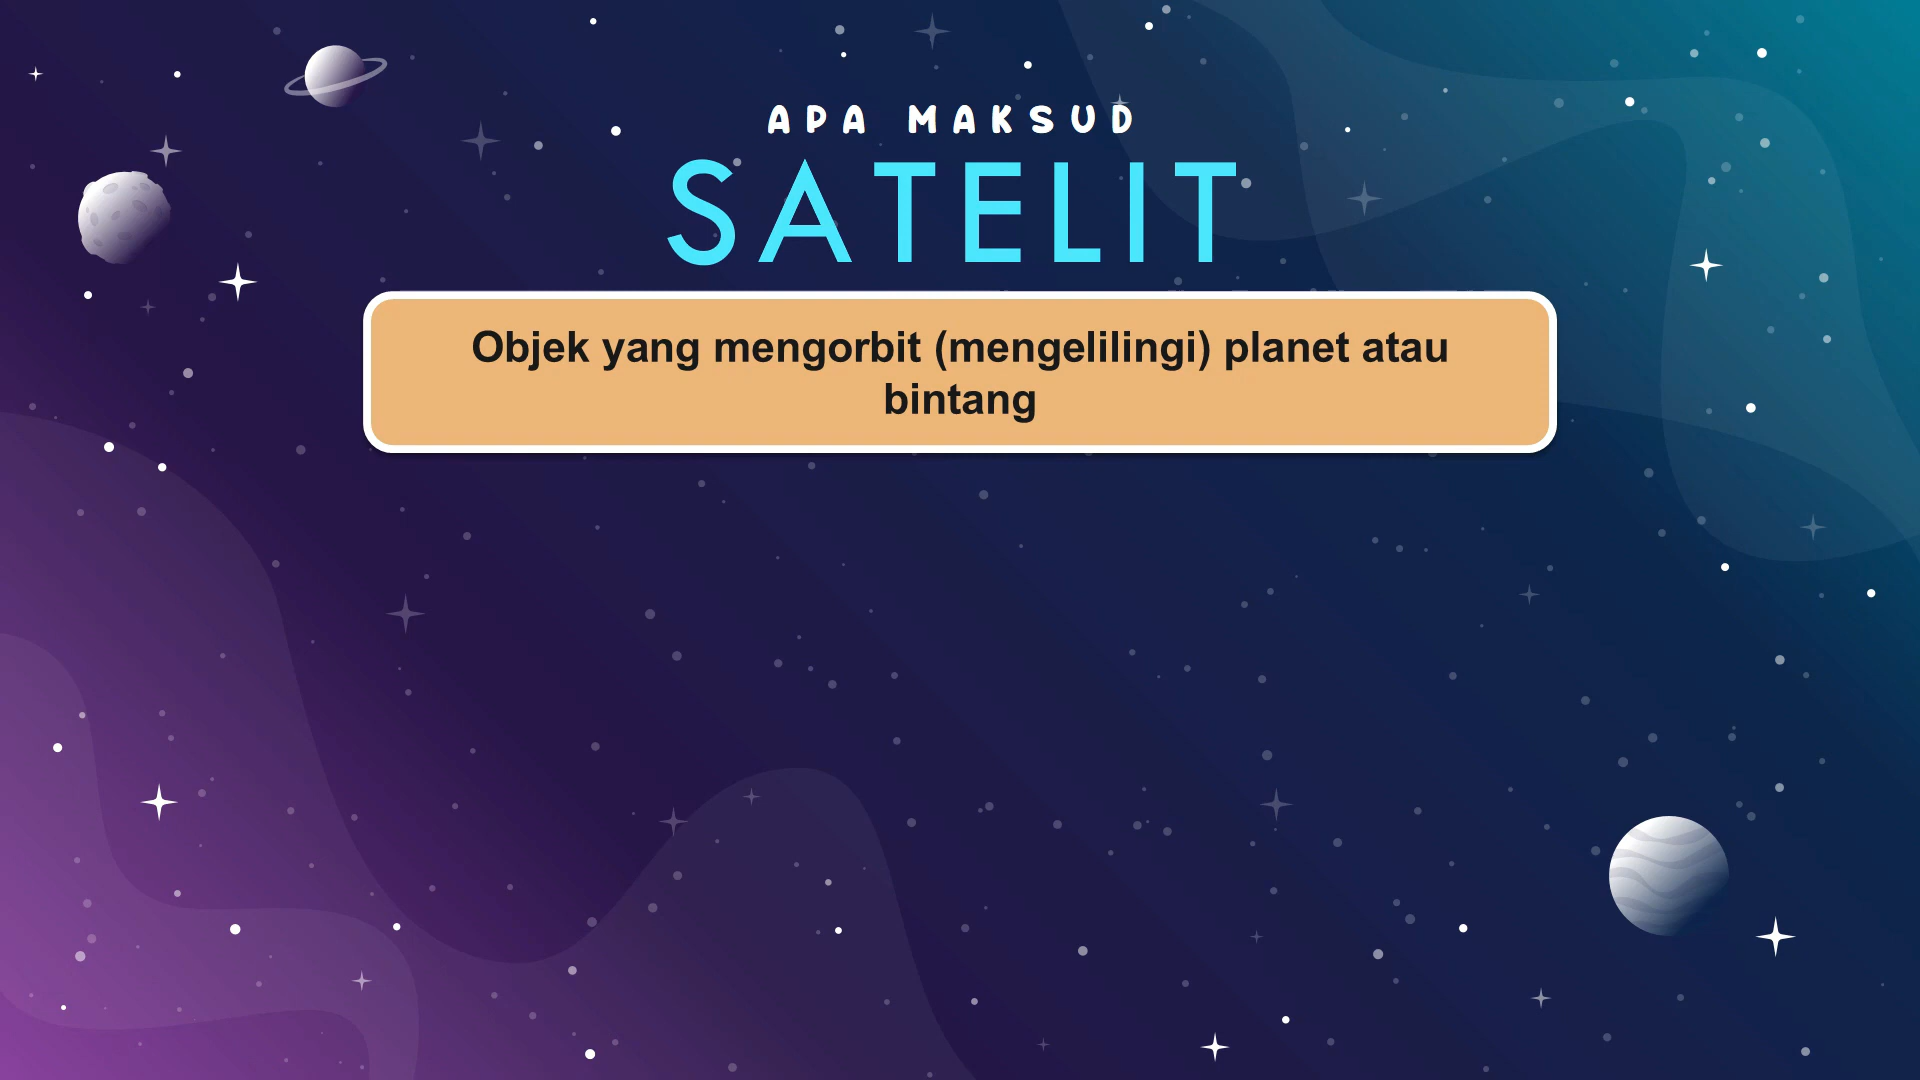 APA MAKSUD
SATELIT
Objek yang mengorbit (mengelilingi) planet atau
bintang